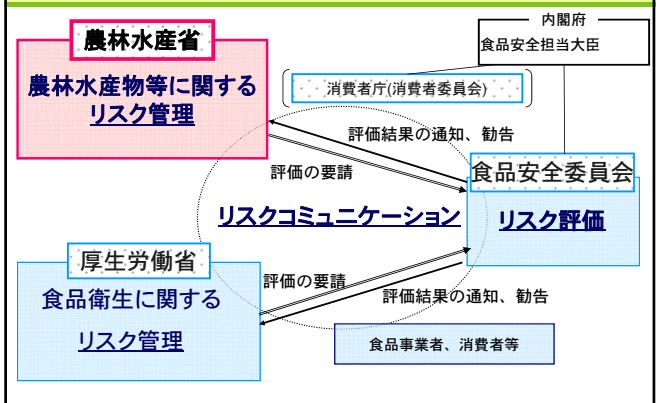 農林水産省
農林水産物等に関する
リスク管理
内閣府
食品安全担当大臣
消費者庁(消費者委員会)
評価結果の通知、勧告
評価の要請
食品安全委員会
リスク評価
リスクコミュニケーション
厚生労働省
食品衛生に関する
リスク管理
評価の要請
評価結果の通知、勧告
食品事業者、消費者等